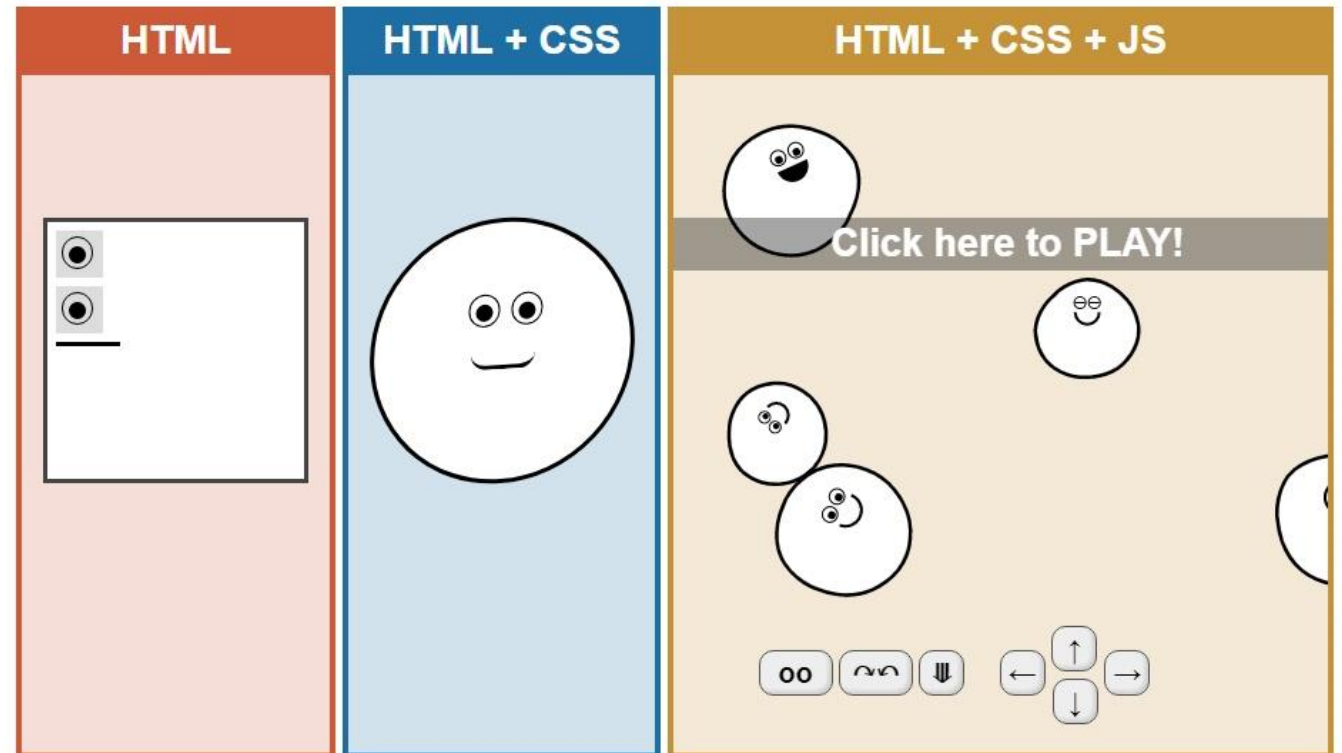 HTML
HTML + CSS
HTML + CSS + JS
Click here to PLAY!
oo
↑
← →
↓